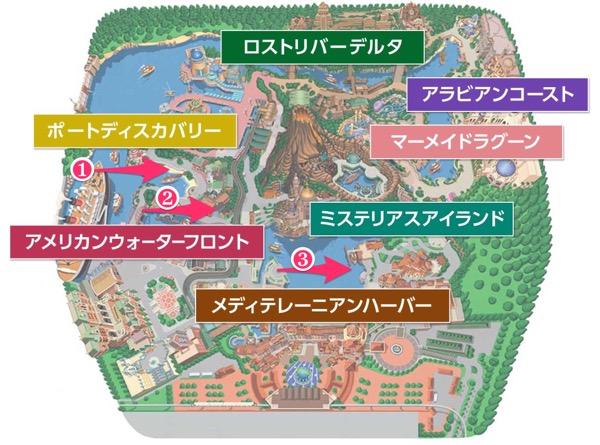 ロストリバーデルタ
アラビアンコースト
ポートディスカバリー
マーメイドラグーン
1
2
ミステリアスアイランド
アメリカンウォーターフロント
3
メディテレーニアンハーバー